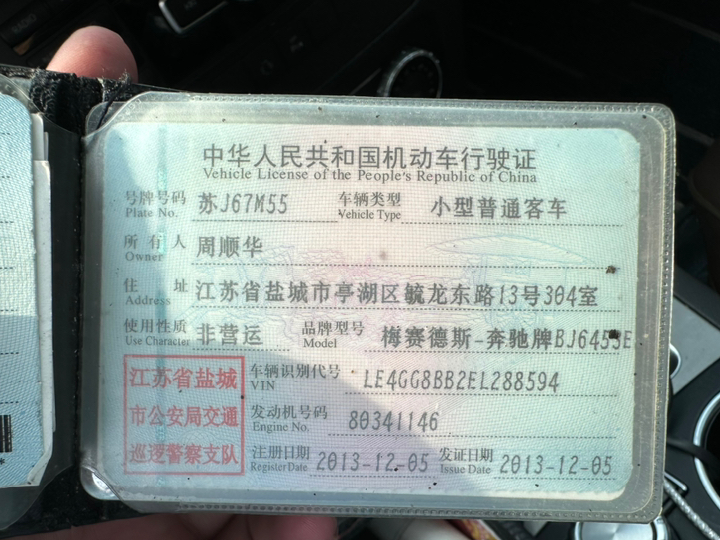 中华人民共和国机动车行驶证
Vehicle License of the People's Republic of China
号牌号码 苏J67M55 车辆类型 小型普通客车
Plate No. Vehicle Type
所有人 周顺华
Owner
住址 江苏省盐城市亭湖区毓龙东路13号304室
Address
使用性质 非营运 品牌型号 梅赛德斯-奔驰牌BJ6453E
Use Character Model
江苏省盐城 车辆识别代号 LE4GG8BB2EL288594
VIN
市公安局交通 发动机号码 80341146
Engine No.
巡逻警察支队 注册日期 2013-12-05 发证日期 2013-12-05
Register Date Issue Date